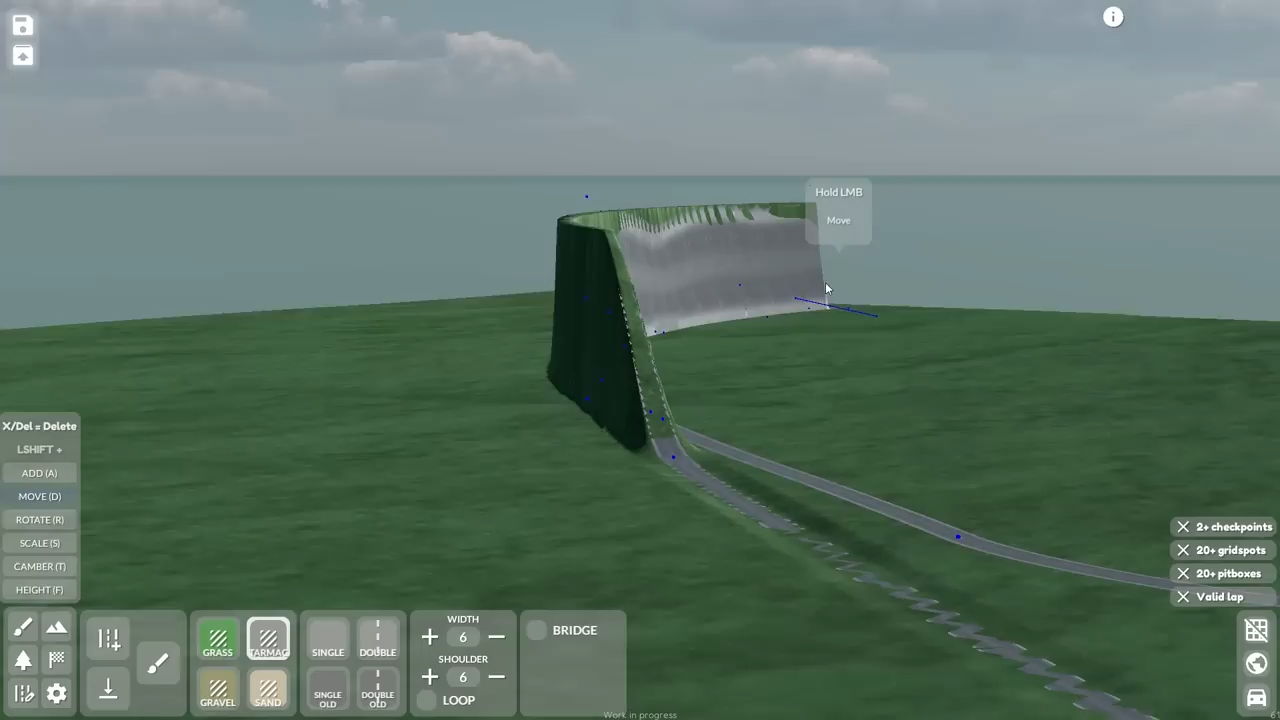 Hold LMB
Move
X/Del = Delete
LSHIFT +
ADD (A)
MOVE (D)
ROTATE (R)
SCALE (S)
CAMBER (T)
HEIGHT (F)
2+ checkpoints
20+ gridspots
20+ pitboxes
Valid lap
GRASS
TARMAC
GRAVEL
SAND
SINGLE
DOUBLE
SINGLE
OLD
DOUBLE
OLD
WIDTH
6
SHOULDER
6
LOOP
BRIDGE
Work in progress